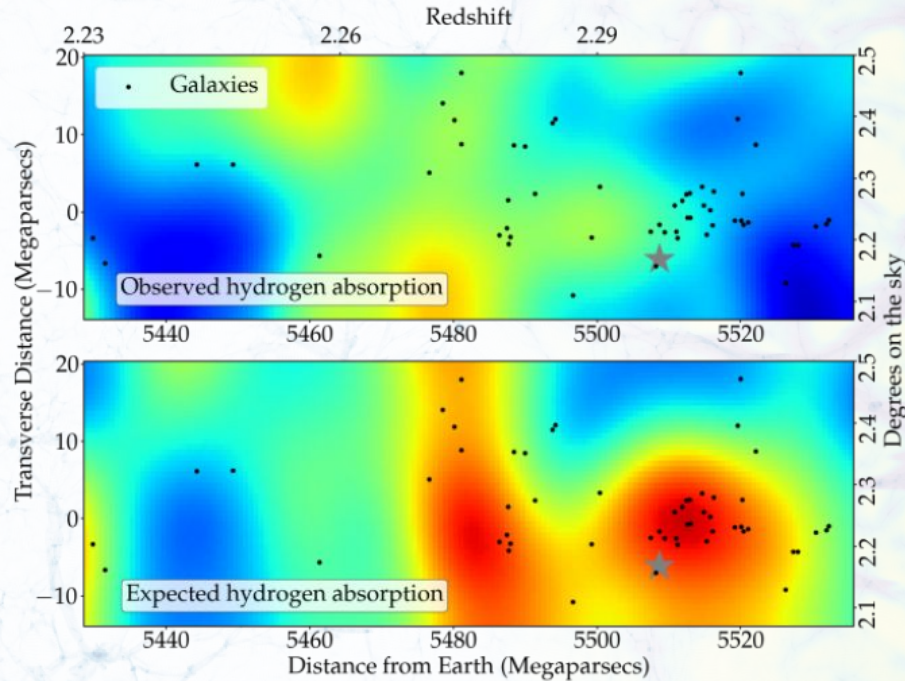 Redshift
2.23 2.26 2.29
20
10
0
−10
Galaxies
Observed hydrogen absorption
2.5
2.4
2.3
2.2
2.1
5440 5460 5480 5500 5520
20
10
0
−10
Expected hydrogen absorption
2.5
2.4
2.3
2.2
2.1
5440 5460 5480 5500 5520
Distance from Earth (Megaparsecs)
Transverse Distance (Megaparsecs)
Degrees on the sky